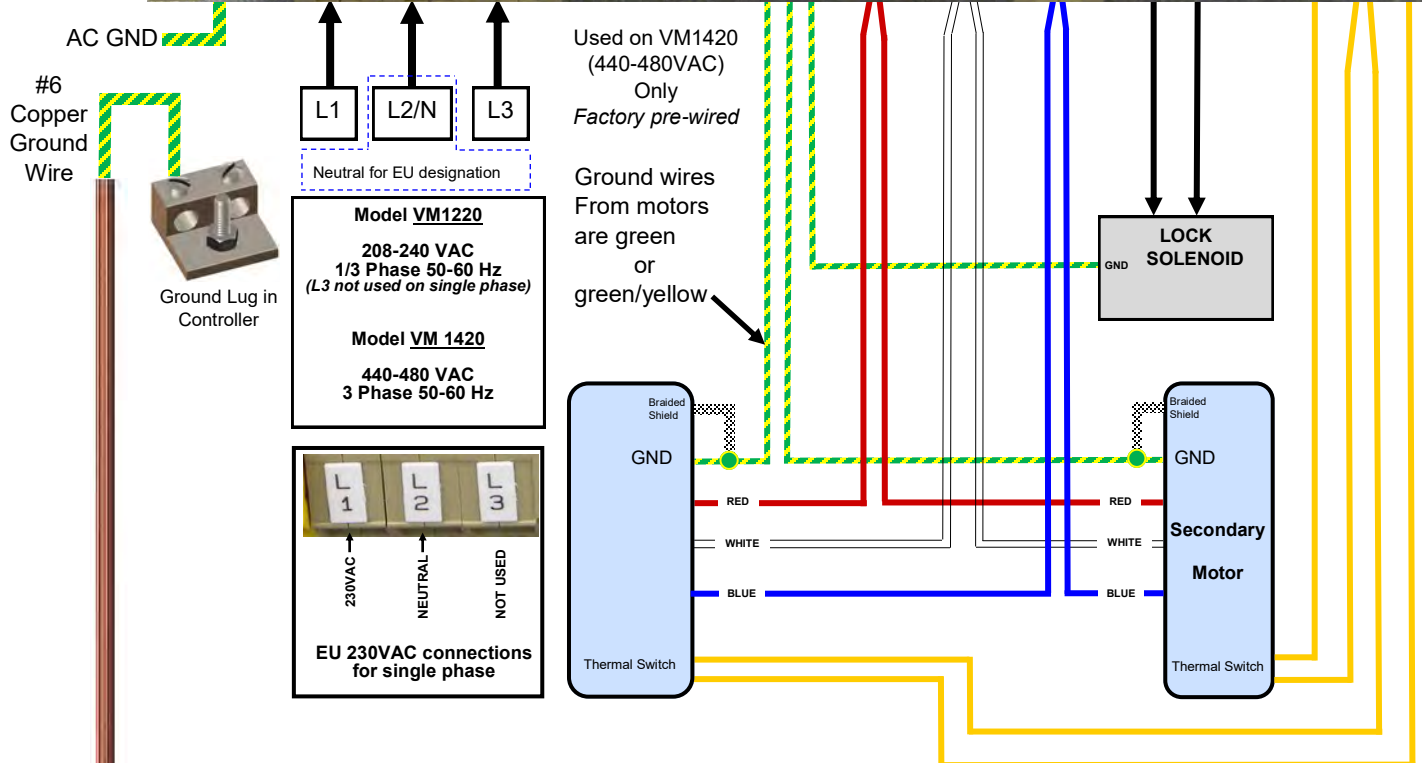 AC GND
#6
Copper
Ground
Wire
Ground Lug in
Controller
L1
L2/N
L3
Neutral for EU designation
Model VM1220
208-240 VAC
1/3 Phase 50-60 Hz
(L3 not used on single phase)
Model VM 1420
440-480 VAC
3 Phase 50-60 Hz
L
1
L
2
L
3
230VAC
NEUTRAL
NOT USED
EU 230VAC connections
for single phase
Used on VM1420
(440-480VAC)
Only
Factory pre-wired
Ground wires
From motors
are green
or
green/yellow
LOCK
SOLENOID
GND
Braided
Shield
GND
RED
WHITE
BLUE
Thermal Switch
Braided
Shield
GND
RED
WHITE
BLUE
Secondary
Motor
Thermal Switch